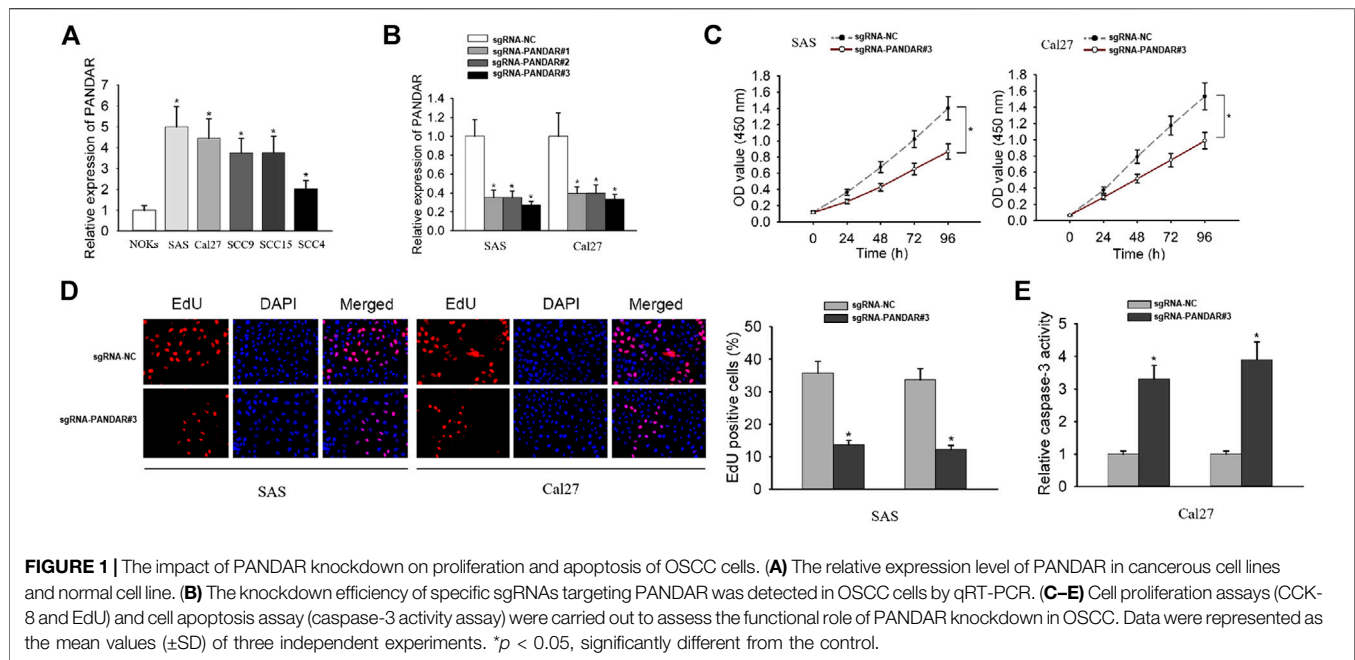 A
Relative expression of PANDAR
7
6
5
4
3
2
1
0
*
*
*
*
*
NOKs SAS Cal27 SCC9 SCC15 SCC4
B
sgRNA-NC
sgRNA-PANDAR#1
sgRNA-PANDAR#2
sgRNA-PANDAR#3
Relative expression of PANDAR
1.4
1.2
1.0
0.8
0.6
0.4
0.2
0.0
* * *
* * *
SAS Cal27
C
SAS
sgRNA-NC
sgRNA-PANDAR#3
OD value (450 nm)
1.8
1.6
1.4
1.2
1.0
0.8
0.6
0.4
0.2
0.0
*
0 24 48 72 96
Time (h)
Cal27
sgRNA-NC
sgRNA-PANDAR#3
OD value (450 nm)
1.8
1.6
1.4
1.2
1.0
0.8
0.6
0.4
0.2
0.0
*
0 24 48 72 96
Time (h)
D
EdU DAPI Merged EdU DAPI Merged
sgRNA-NC
sgRNA-PANDAR#3
SAS Cal27
sgRNA-NC
sgRNA-PANDAR#3
EdU positive cells (%)
50
40
30
20
10
0
*
*
SAS
E
sgRNA-NC
sgRNA-PANDAR#3
Relative caspase-3 activity
5
4
3
2
1
0
*
*
Cal27
FIGURE 1 | The impact of PANDAR knockdown on proliferation and apoptosis of OSCC cells. (A) The relative expression level of PANDAR in cancerous cell lines
and normal cell line. (B) The knockdown efficiency of specific sgRNAs targeting PANDAR was detected in OSCC cells by qRT-PCR. (C–E) Cell proliferation assays (CCK-
8 and EdU) and cell apoptosis assay (caspase-3 activity assay) were carried out to assess the functional role of PANDAR knockdown in OSCC. Data were represented as
the mean values (±SD) of three independent experiments. *p < 0.05, significantly different from the control.